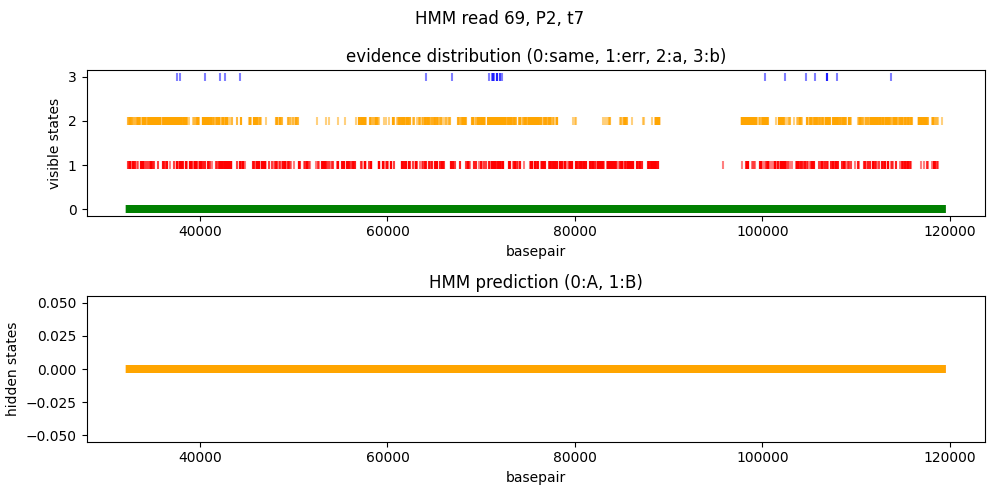 HMM read 69, P2, t7
evidence distribution (0:same, 1:err, 2:a, 3:b)
visible states
3
2
1
0
40000 60000 80000 100000 120000
basepair
HMM prediction (0:A, 1:B)
hidden states
0.050
0.025
0.000
−0.025
−0.050
40000 60000 80000 100000 120000
basepair